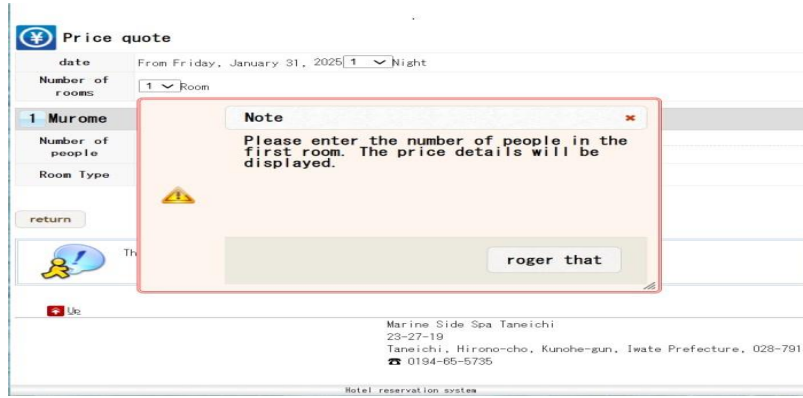 Price quote
date From Friday, January 31, 2025 1 Night
Number of rooms 1 Room
1 Murome
Number of people
Room Type
Note
Please enter the number of people in the
first room. The price details will be
displayed.
roger that
return
Th
Up
Marine Side Spa Taneichi
23-27-19
Taneichi, Hirono-cho, Kunohe-gun, Iwate Prefecture, 028-791
☎ 0194-65-5735
Hotel reservation system